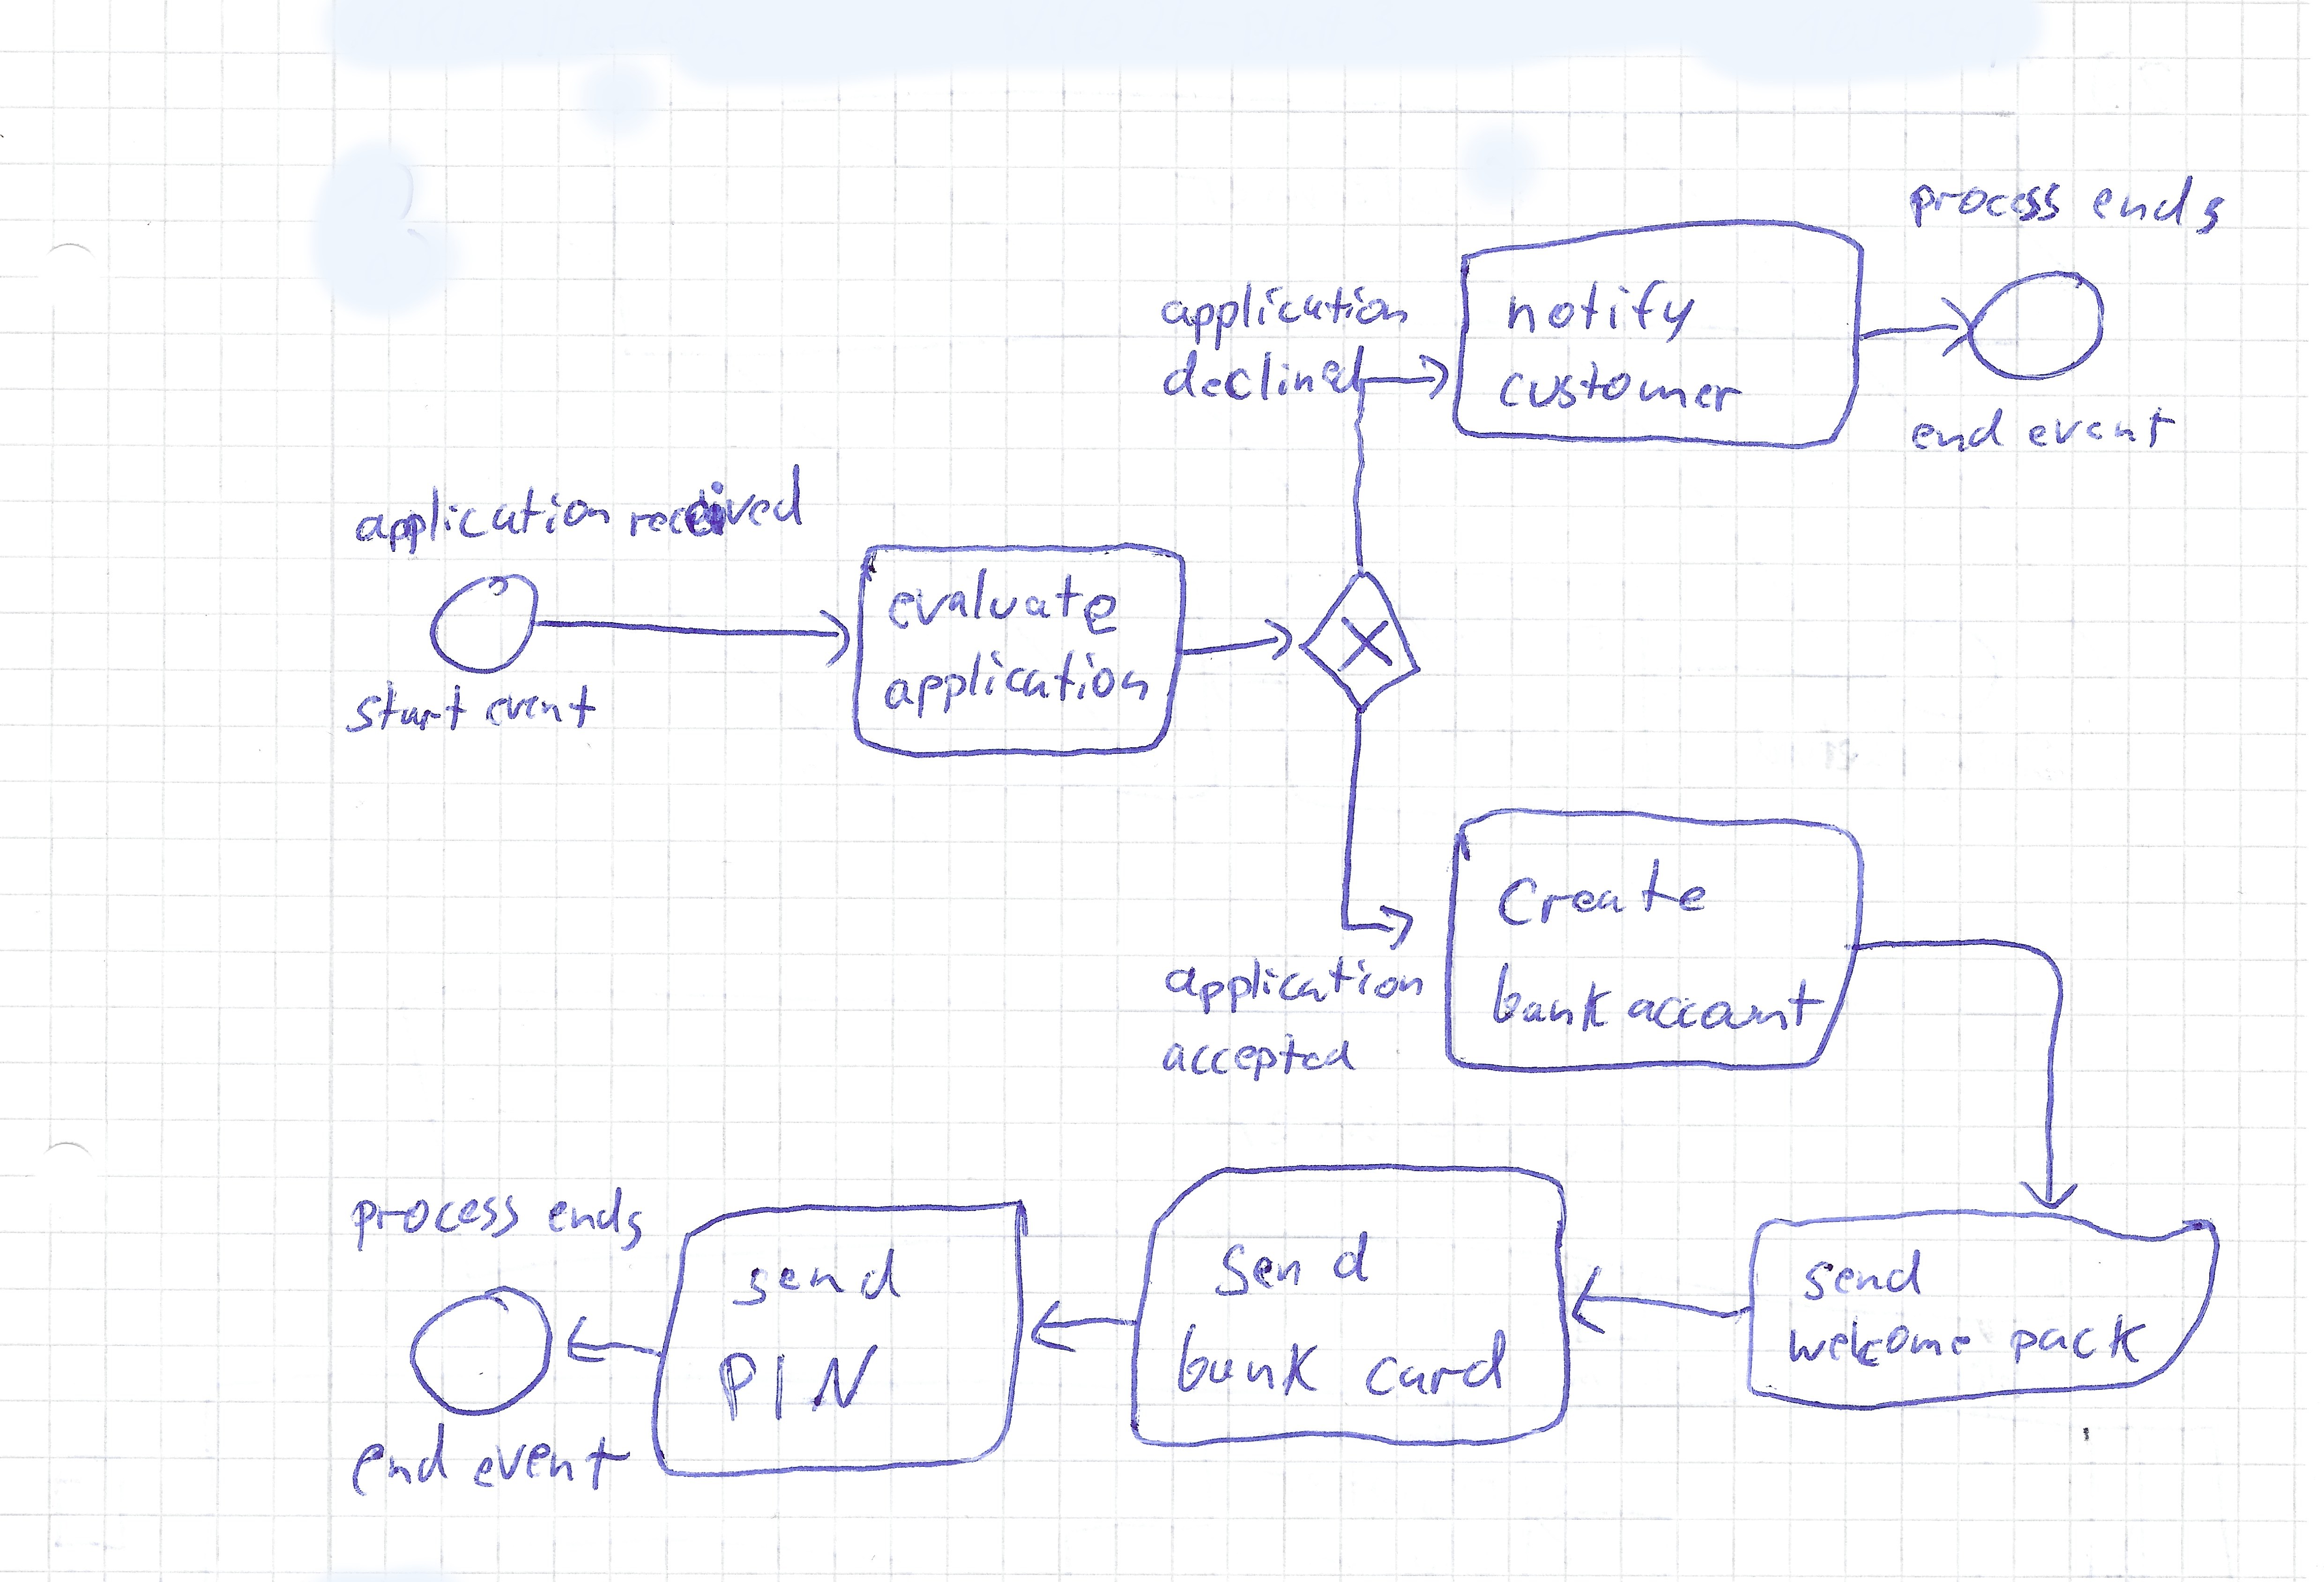 process ends
application
declined
notify
customer
end event
application received
start event
evaluate
application
X
Create
bank account
application
accepted
process ends
end event
send
PIN
send
bank card
send
welcome pack